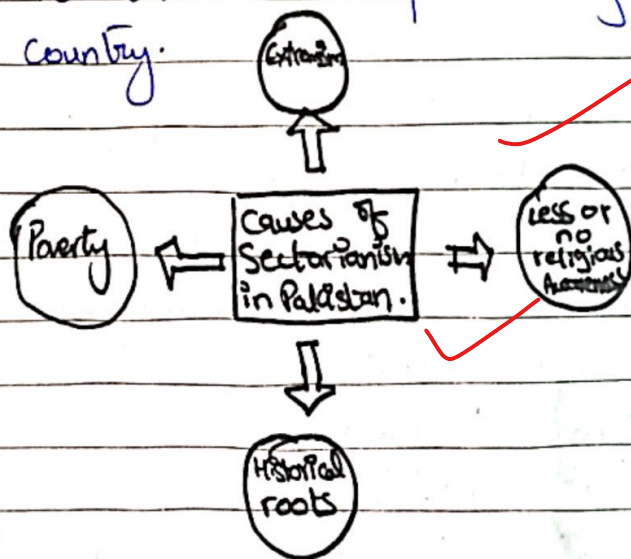 country.
Extremism
Poverty
Causes of
Sectarianism
in Pakistan.
Less or
no
religious
Awareness
Historical
roots